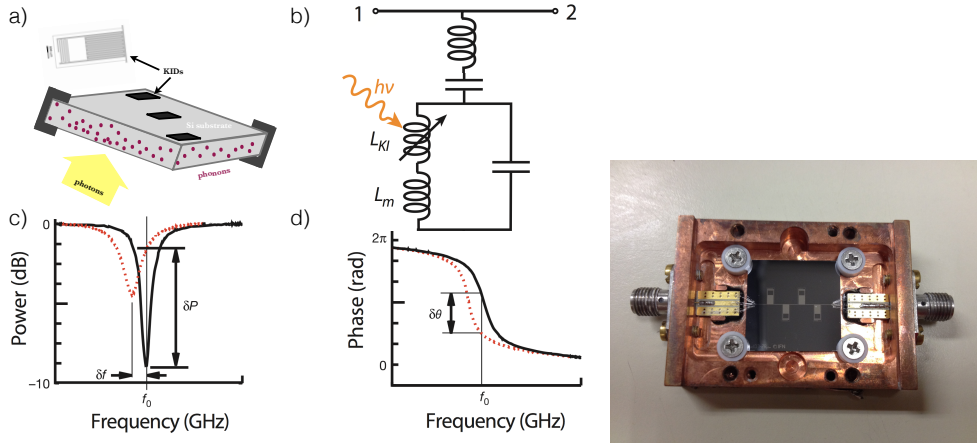 a)
KIDs
Si substrate
phonons
photons
b)
1
2
hν
L_KI
L_m
c)
0
Power (dB)
δP
δf
−10
f₀
Frequency (GHz)
d)
2π
Phase (rad)
δθ
0
f₀
Frequency (GHz)